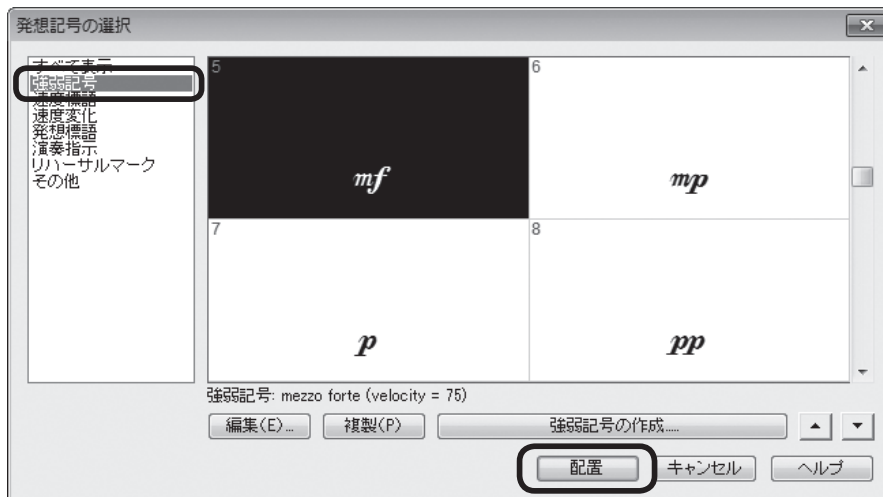 発想記号の選択
すべて表示
強弱記号
速度標語
速度変化
発想標語
演奏指示
リハーサルマーク
その他
5
mf
6
mp
7
p
8
pp
強弱記号: mezzo forte (velocity = 75)
編集(E)...
複製(P)
強弱記号の作成.....
配置
キャンセル
ヘルプ